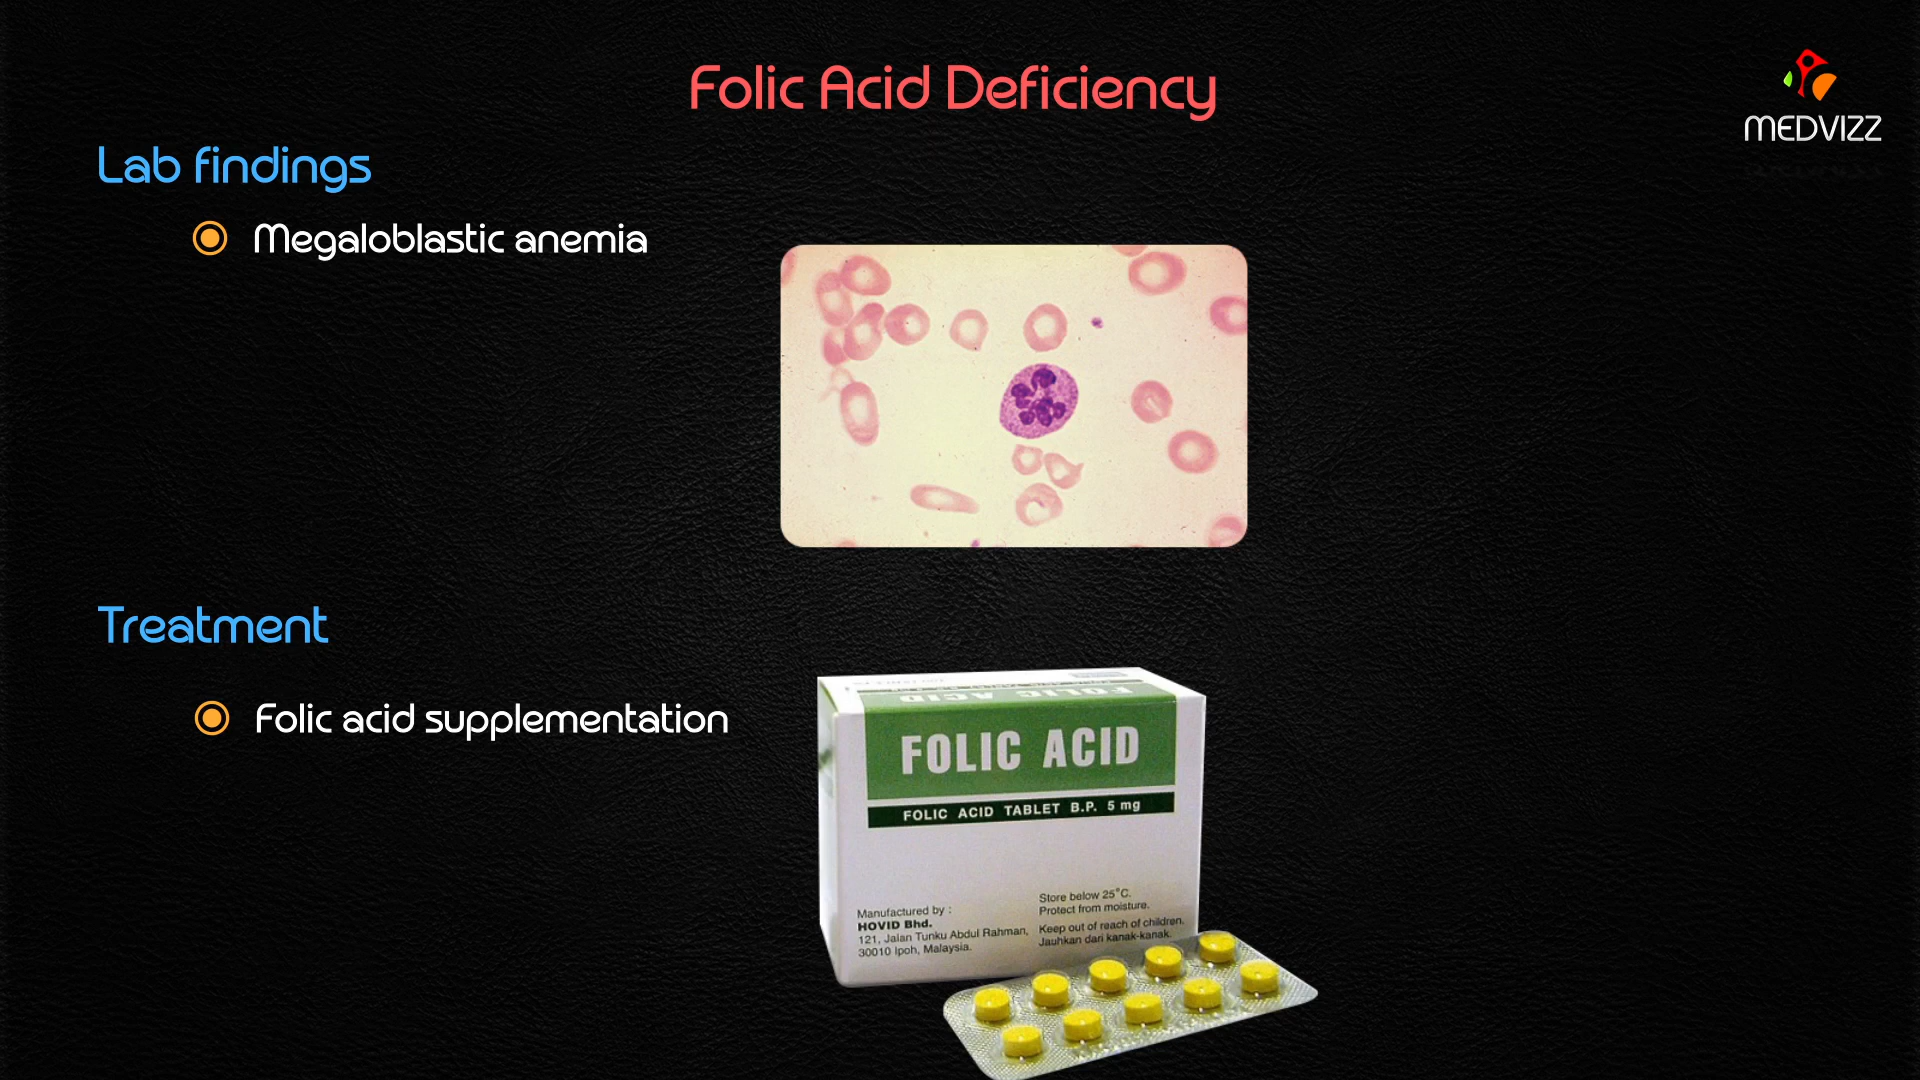 Folic Acid Deficiency
MEDVIZZ
Lab findings
Megaloblastic anemia
Treatment
Folic acid supplementation
FOLIC ACID
FOLIC ACID
FOLIC ACID TABLET B.P. 5 mg
Manufactured by :
HOVID Bhd.
121, Jalan Tunku Abdul Rahman,
30010 Ipoh, Malaysia.
Store below 25°C.
Protect from moisture.
Keep out of reach of children.
Jauhkan dari kanak-kanak.